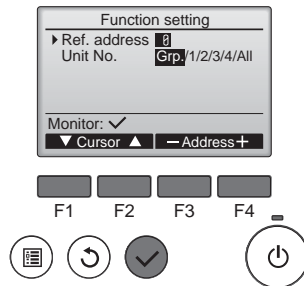 Function setting
Ref. address 0
Unit No. Grp./1/2/3/4/All
Monitor:
Cursor − Address+
F1 F2 F3 F4